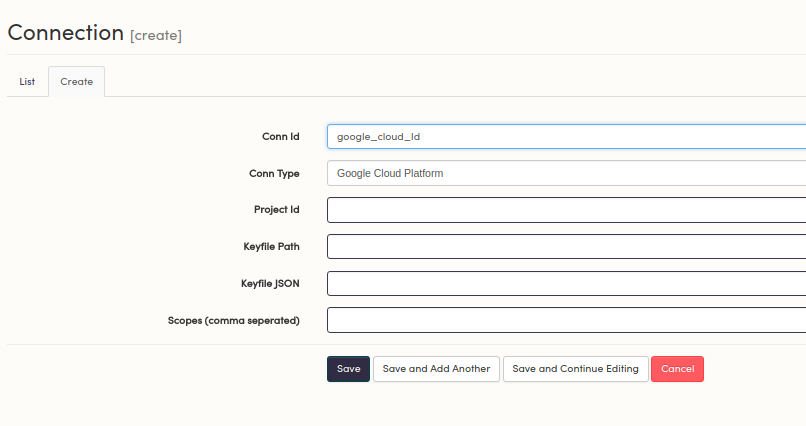 Connection [create]
List Create
Conn Id google_cloud_Id
Conn Type Google Cloud Platform
Project Id
Keyfile Path
Keyfile JSON
Scopes (comma seperated)
Save Save and Add Another Save and Continue Editing Cancel